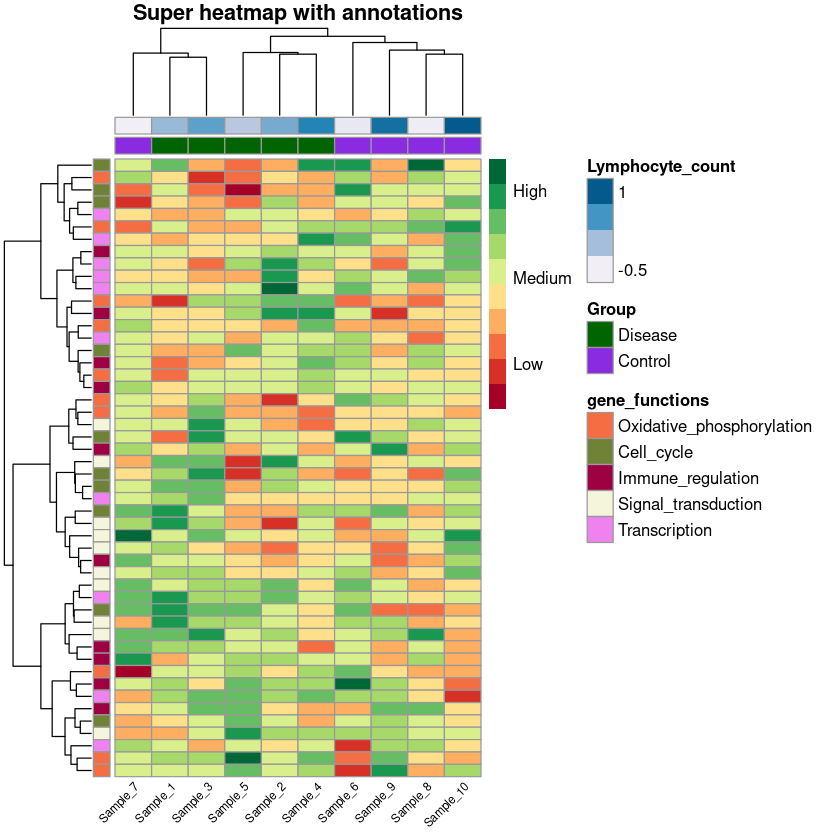 Super heatmap with annotations
High
Medium
Low
Lymphocyte_count
1
-0.5
Group
Disease
Control
gene_functions
Oxidative_phosphorylation
Cell_cycle
Immune_regulation
Signal_transduction
Transcription
Sample_7
Sample_1
Sample_3
Sample_5
Sample_2
Sample_4
Sample_6
Sample_9
Sample_8
Sample_10